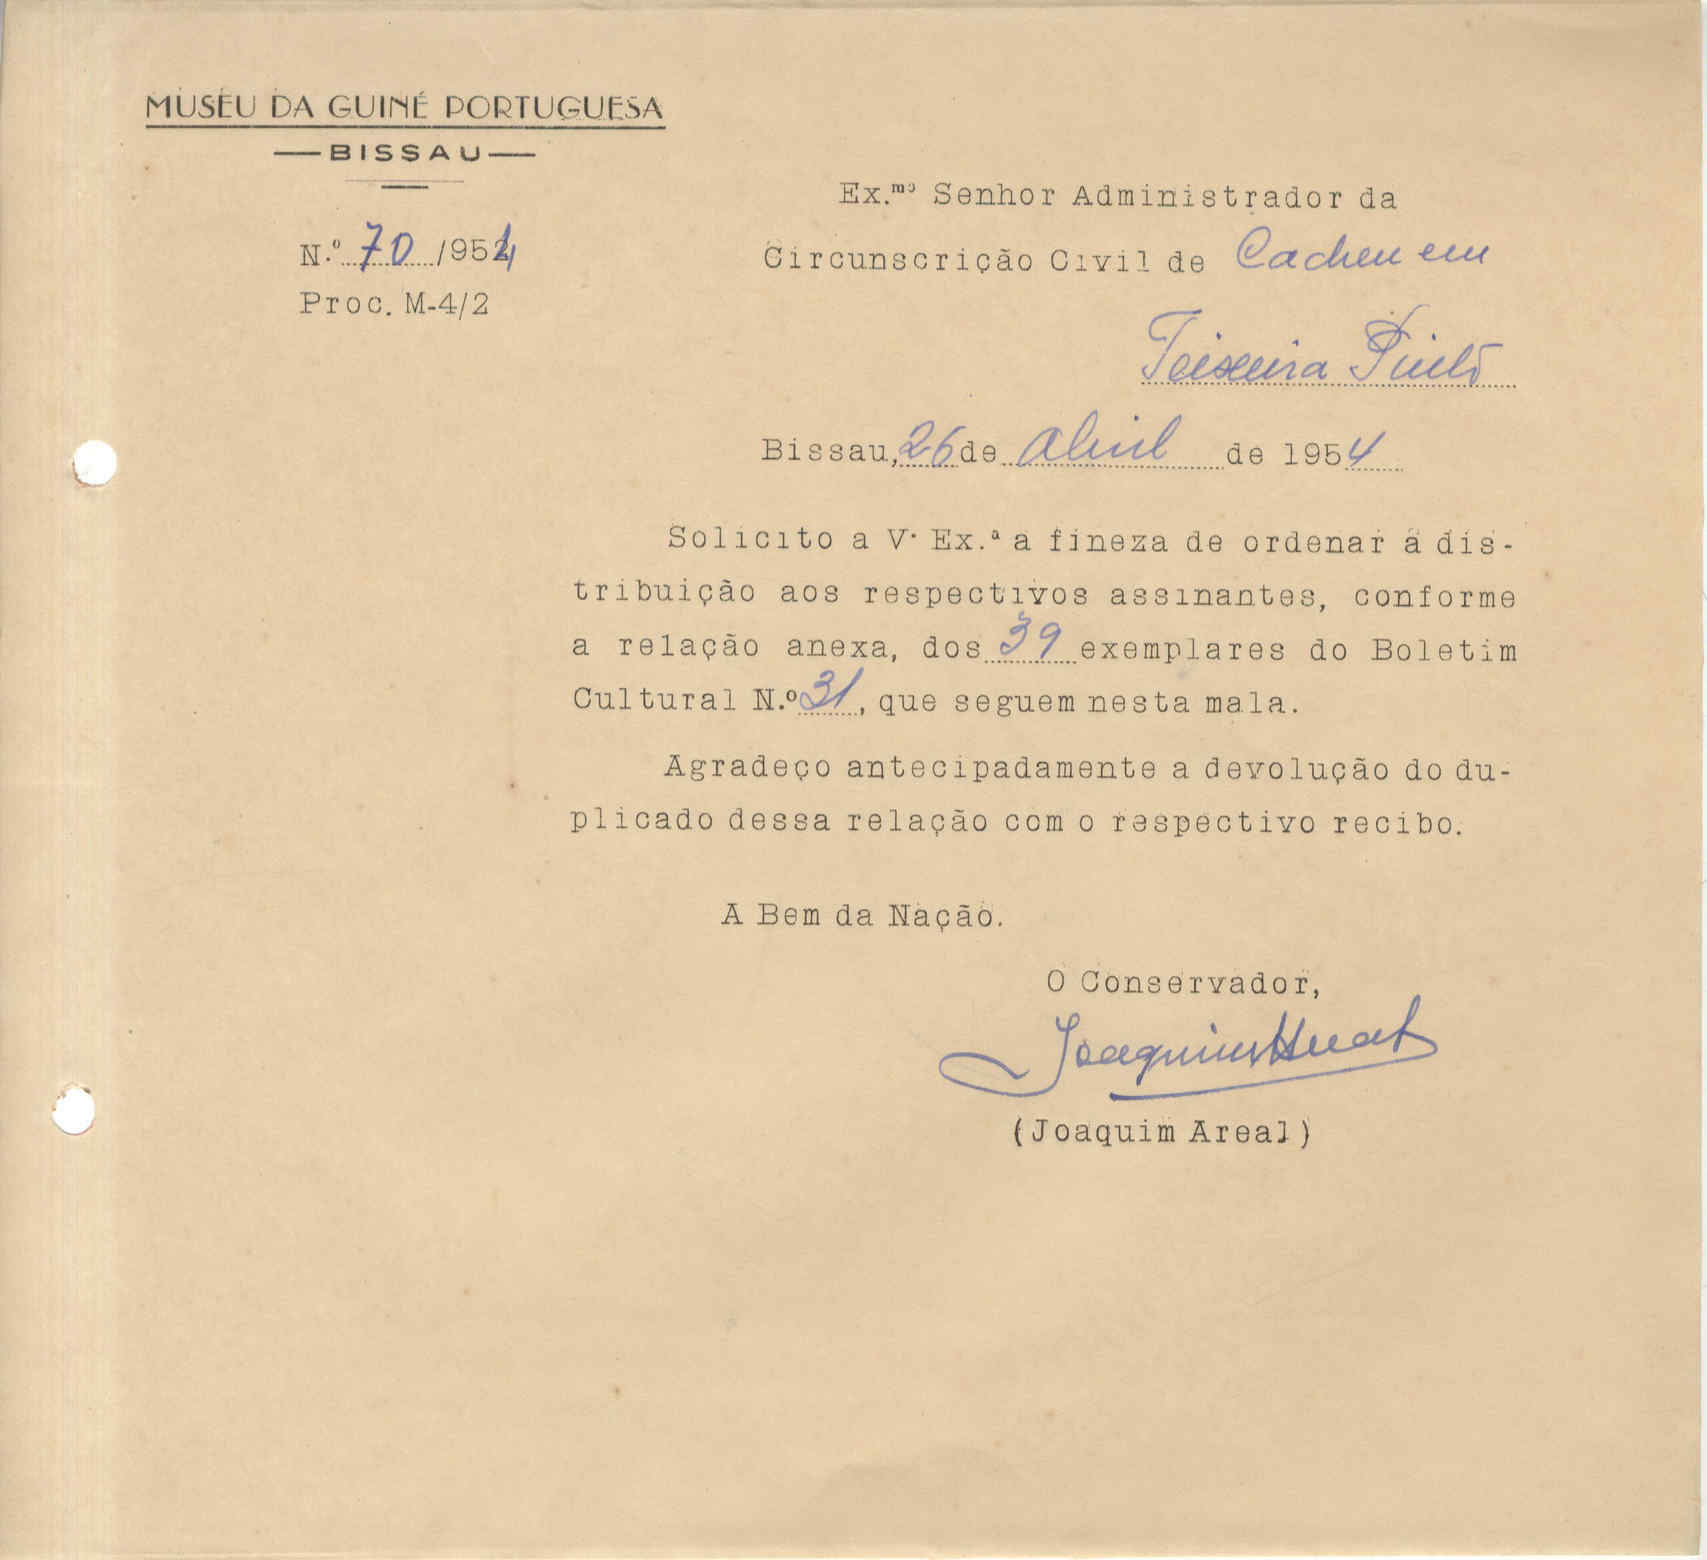 MUSEU DA GUINÉ PORTUGUESA
BISSAU
N.º 70 /954
Proc. M-4/2
Ex.mo Senhor Administrador da
Circunscrição Civil de Cacheu em
Teixeira Pinto
Bissau, 26 de Abril de 1954
Solicito a V. Ex.ª a fineza de ordenar a dis-
tribuição aos respectivos assinantes, conforme
a relação anexa, dos 39 exemplares do Boletim
Cultural N.º 31, que seguem nesta mala.
Agradeço antecipadamente a devolução do du-
plicado dessa relação com o respectivo recibo.
A Bem da Nação.
O Conservador,
Joaquim Areal
(Joaquim Areal)